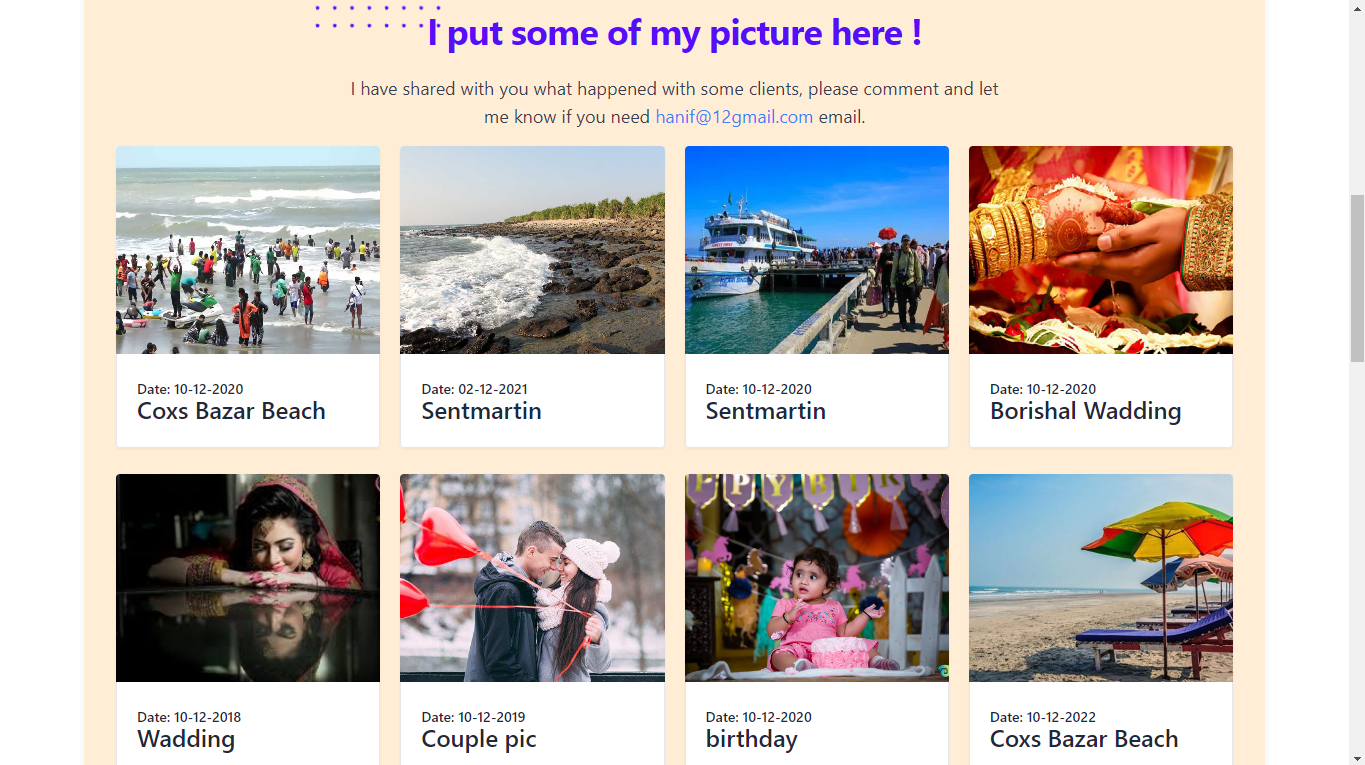 I put some of my picture here !
I have shared with you what happened with some clients, please comment and let
me know if you need hanif@12gmail.com email.
Date: 10-12-2020
Coxs Bazar Beach
Date: 02-12-2021
Sentmartin
Date: 10-12-2020
Sentmartin
Date: 10-12-2020
Borishal Wadding
PPY BI
Date: 10-12-2018
Wadding
Date: 10-12-2019
Couple pic
Date: 10-12-2020
birthday
Date: 10-12-2022
Coxs Bazar Beach